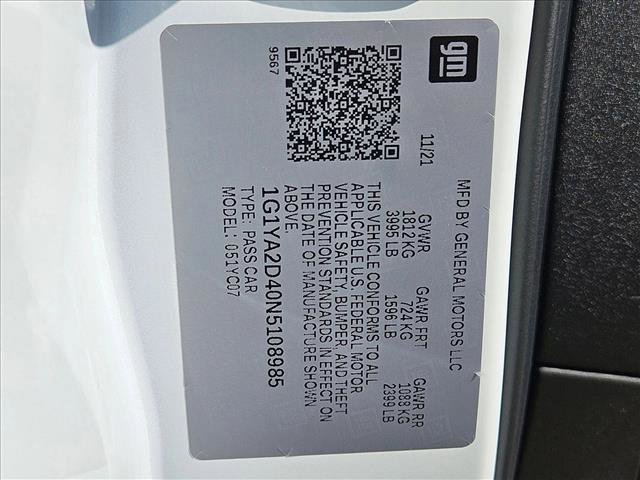 gm
MFD BY GENERAL MOTORS LLC
11/21
GVWR GAWR FRT GAWR RR
1812 KG 724 KG 1088 KG
3995 LB 1596 LB 2399 LB
THIS VEHICLE CONFORMS TO ALL
APPLICABLE U.S. FEDERAL MOTOR
VEHICLE SAFETY, BUMPER, AND THEFT
PREVENTION STANDARDS IN EFFECT ON
THE DATE OF MANUFACTURE SHOWN
ABOVE.
1G1YA2D40N5108985
TYPE: PASS CAR
MODEL: 051YC07
9567